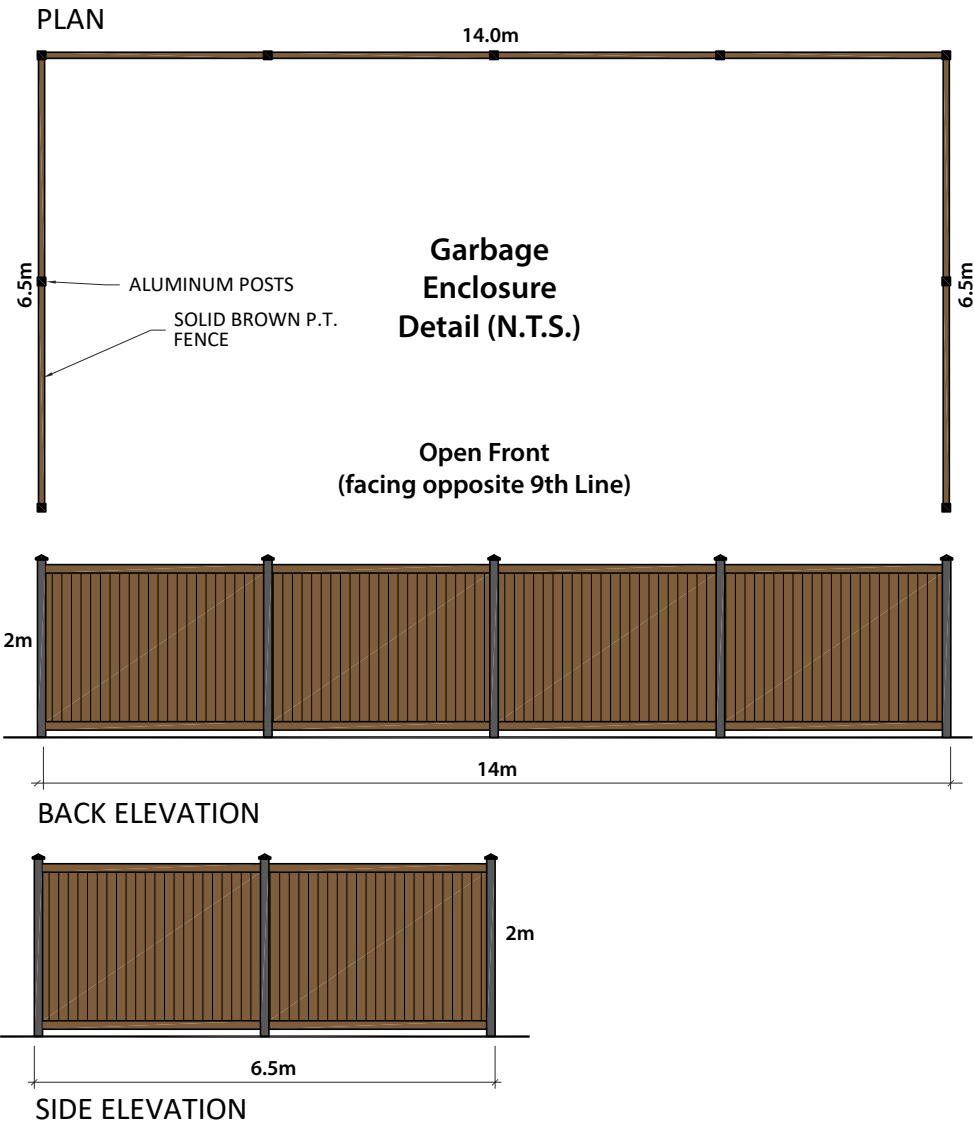 PLAN
14.0m
Garbage
Enclosure
Detail (N.T.S.)
6.5m
6.5m
ALUMINUM POSTS
SOLID BROWN P.T.
FENCE
Open Front
(facing opposite 9th Line)
2m
14m
BACK ELEVATION
2m
6.5m
SIDE ELEVATION